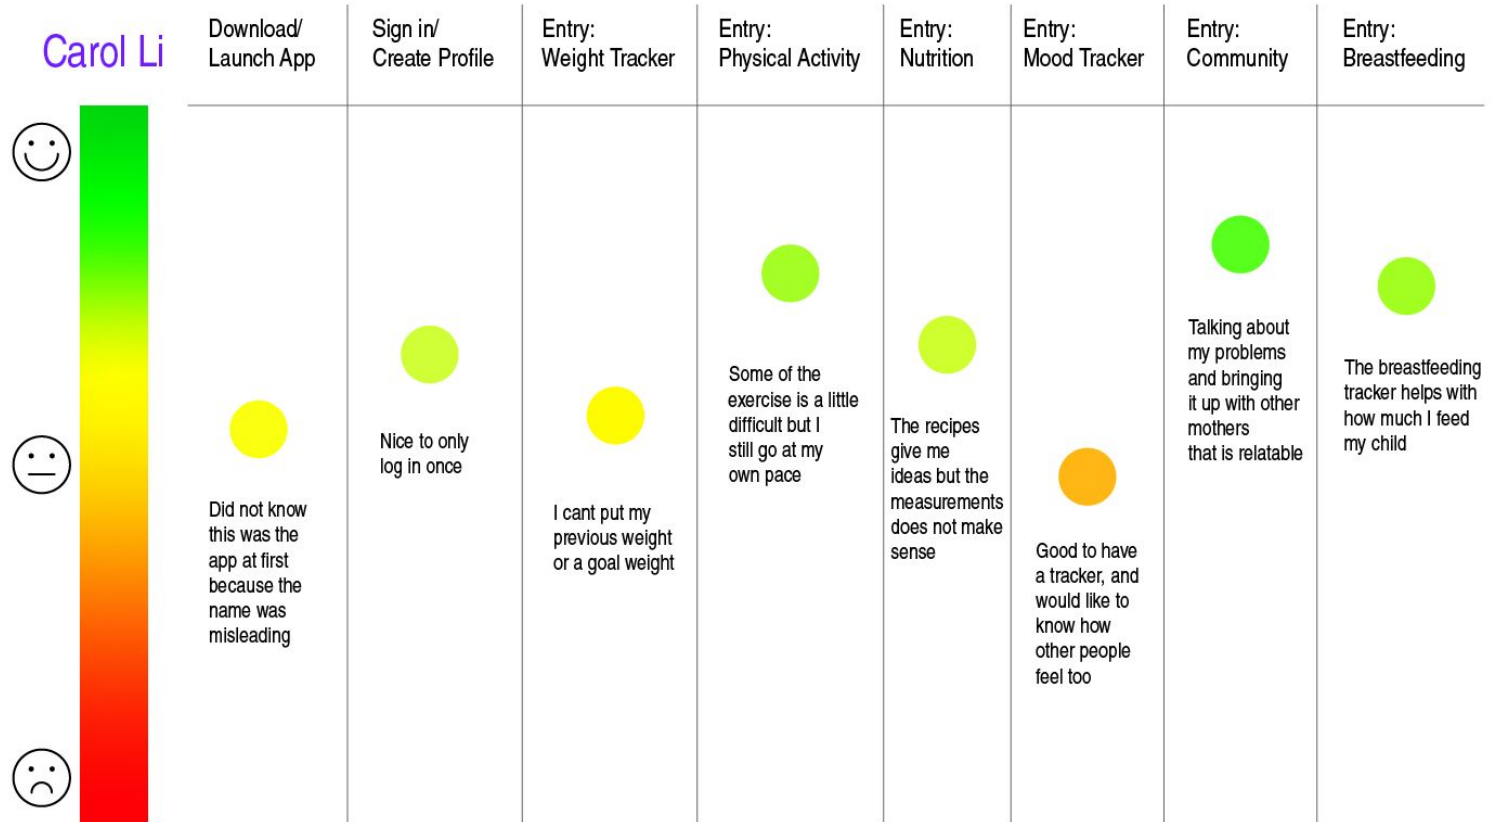 Carol Li
Download/
Launch App
Sign in/
Create Profile
Entry:
Weight Tracker
Entry:
Physical Activity
Entry:
Nutrition
Entry:
Mood Tracker
Entry:
Community
Entry:
Breastfeeding
Did not know
this was the
app at first
because the
name was
misleading
Nice to only
log in once
I cant put my
previous weight
or a goal weight
Some of the
exercise is a little
difficult but I
still go at my
own pace
The recipes
give me
ideas but the
measurements
does not make
sense
Good to have
a tracker, and
would like to
know how
other people
feel too
Talking about
my problems
and bringing
it up with other
mothers
that is relatable
The breastfeeding
tracker helps with
how much I feed
my child